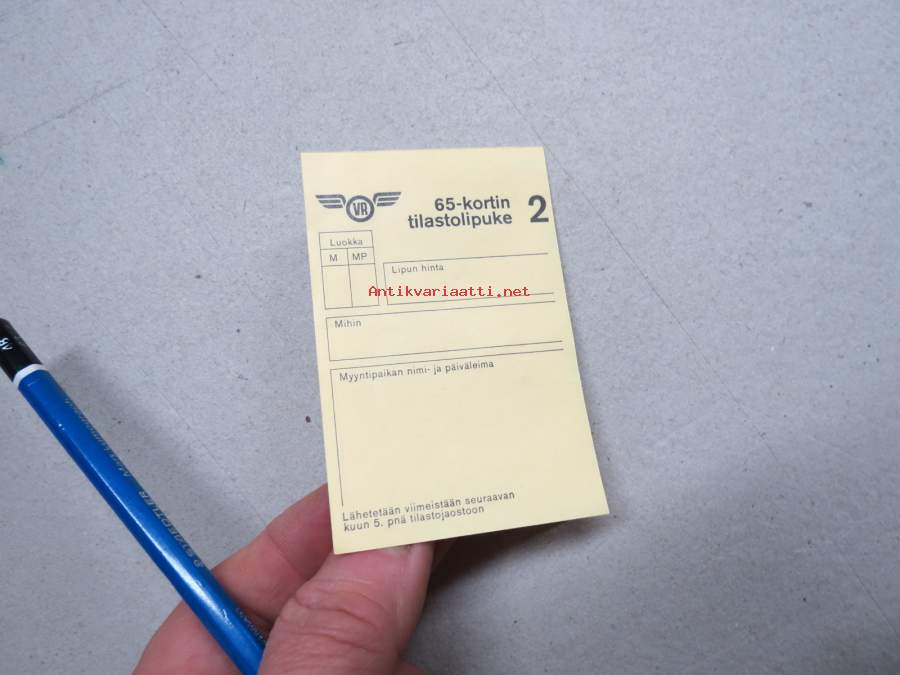 VR
65-kortin
tilastolipuke 2
Luokka
M MP
Lipun hinta
Antikvariaatti.net
Mihin
Myyntipaikan nimi- ja päiväleima
Lähetetään viimeistään seuraavan
kuun 5. pnä tilastojaostoon
STAEDTLER